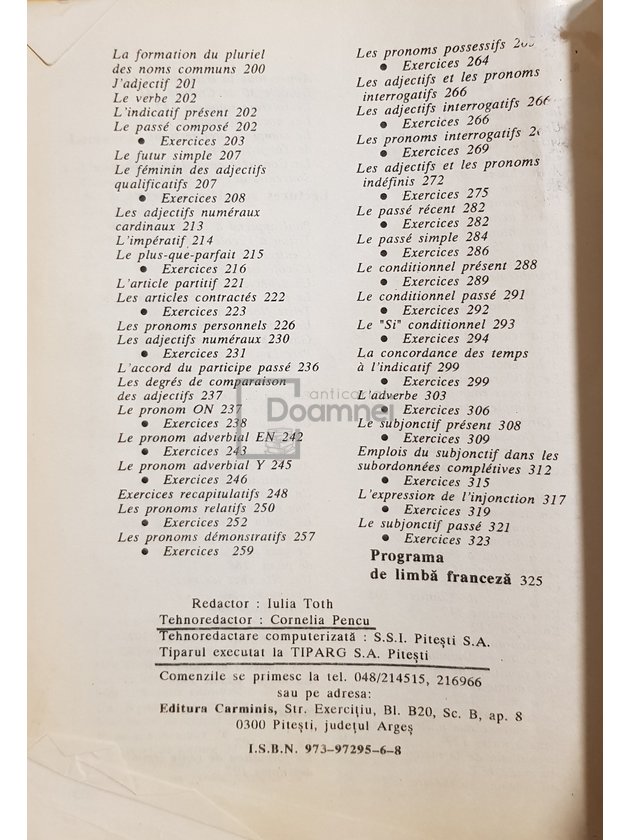 La formation du pluriel
des noms communs 200
J'adjectif 201
Le verbe 202
L'indicatif présent 202
Le passé composé 202
● Exercices 203
Le futur simple 207
Le féminin des adjectifs
qualificatifs 207
● Exercices 208
Les adjectifs numéraux
cardinaux 213
L'impératif 214
Le plus-que-parfait 215
● Exercices 216
L'article partitif 221
Les articles contractés 222
● Exercices 223
Les pronoms personnels 226
Les adjectifs numéraux 230
● Exercices 231
L'accord du participe passé 236
Les degrés de comparaison
des adjectifs 237
Le pronom ON 237
● Exercices 238
Le pronom adverbial EN 242
● Exercices 243
Le pronom adverbial Y 245
● Exercices 246
Exercices recapitulatifs 248
Les pronoms relatifs 250
● Exercices 252
Les pronoms démonstratifs 257
● Exercices 259
Les pronoms possessifs
● Exercices 264
Les adjectifs et les pronoms
interrogatifs 266
Les adjectifs interrogatifs 266
● Exercices 266
Les pronoms interrogatifs
● Exercices 269
Les adjectifs et les pronoms
indéfinis 272
● Exercices 275
Le passé récent 282
● Exercices 282
Le passé simple 284
● Exercices 286
Le conditionnel présent 288
● Exercices 289
Le conditionnel passé 291
● Exercices 292
Le "Si" conditionnel 293
● Exercices 294
La concordance des temps
à l'indicatif 299
● Exercices 299
L'adverbe 303
● Exercices 306
Le subjonctif présent 308
● Exercices 309
Emplois du subjonctif dans les
subordonnées complétives 312
● Exercices 315
L'expression de l'injonction 317
● Exercices 319
Le subjonctif passé 321
● Exercices 323
Programa
de limbă franceză 325
anticariat
Doamnei
Redactor : Iulia Toth
Tehnoredactor : Cornelia Pencu
Tehnoredactare computerizată : S.S.I. Piteşti S.A.
Tiparul executat la TIPARG S.A. Piteşti
Comenzile se primesc la tel. 048/214515, 216966
sau pe adresa:
Editura Carminis, Str. Exerciţiu, Bl. B20, Sc. B, ap. 8
0300 Piteşti, judeţul Argeş
I.S.B.N. 973-97295-6-8